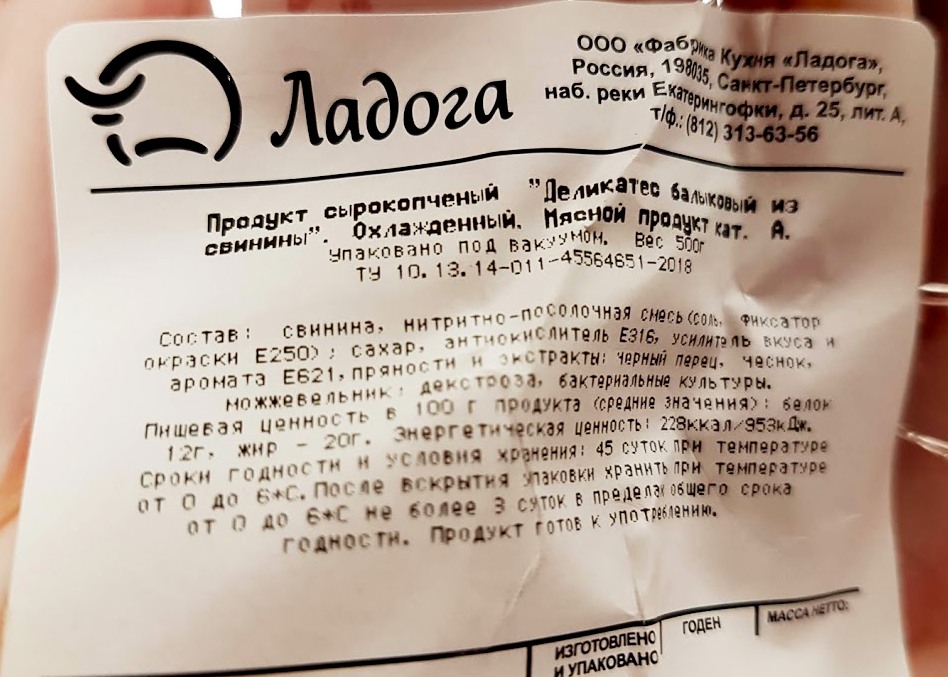 Ладога
ООО «Фабрика Кухня «Ладога»,
Россия, 198035, Санкт-Петербург,
наб. реки Екатерингофки, д. 25, лит. А,
т/ф.: (812) 313-63-56
Продукт сырокопченый "Деликатес балыковый из
свинины". Охлажденный. Мясной продукт кат. А.
Упаковано под вакуумом. Вес 500г
ТУ 10.13.14-011-45564651-2018
Состав: свинина, нитритно-посолочная смесь(соль, фиксатор
окраски Е250); сахар, антиокислитель Е316, усилитель вкуса и
аромата Е621, пряности и экстракты: черный перец, чеснок,
можжевельник; декстроза, бактериальные культуры.
Пищевая ценность в 100 г продукта (средние значения): белок
12г, жир - 20г. Энергетическая ценность: 228ккал/953кДж.
Сроки годности и условия хранения: 45 суток при температуре
от 0 до 6*С. После вскрытия упаковки хранить при температуре
от 0 до 6*С не более 3 суток в пределах общего срока
годности. Продукт готов к употреблению.
ИЗГОТОВЛЕНО
И УПАКОВАНО
ГОДЕН
МАССА НЕТТО: